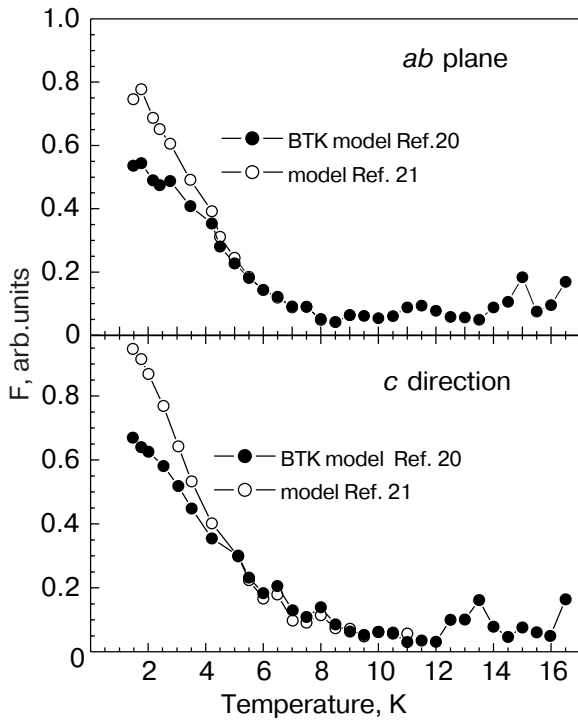 1.0
ab plane
0.8
BTK model Ref.20
0.6
model Ref. 21
0.4
0.2
0
F, arb.units
c direction
0.8
BTK model Ref. 20
0.6
model Ref. 21
0.4
0.2
0
2 4 6 8 10 12 14 16
Temperature, K